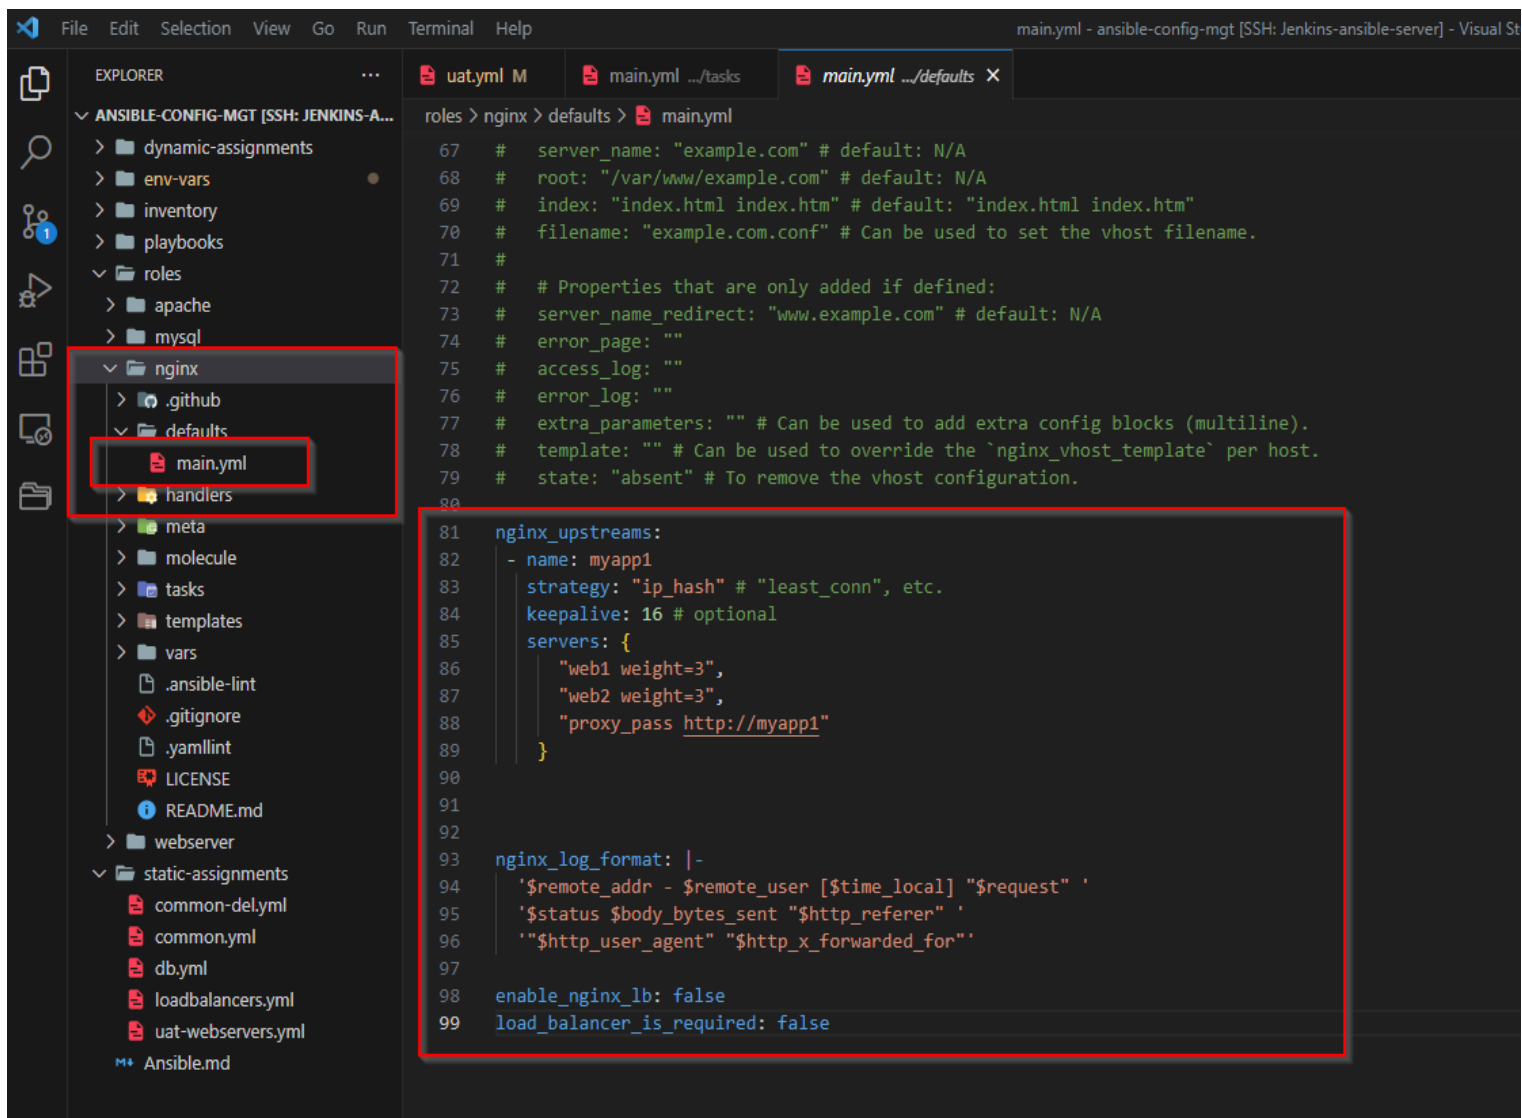 File Edit Selection View Go Run Terminal Help
main.yml - ansible-config-mgt [SSH: Jenkins-ansible-server] - Visual St
EXPLORER ...
ANSIBLE-CONFIG-MGT [SSH: JENKINS-A...
dynamic-assignments
env-vars
inventory
playbooks
roles
apache
mysql
nginx
.github
defaults
main.yml
handlers
meta
molecule
tasks
templates
vars
.ansible-lint
.gitignore
.yamllint
LICENSE
README.md
webserver
static-assignments
common-del.yml
common.yml
db.yml
loadbalancers.yml
uat-webservers.yml
Ansible.md
1
uat.yml M main.yml .../tasks main.yml .../defaults
roles > nginx > defaults > main.yml
67 # server_name: "example.com" # default: N/A
68 # root: "/var/www/example.com" # default: N/A
69 # index: "index.html index.htm" # default: "index.html index.htm"
70 # filename: "example.com.conf" # Can be used to set the vhost filename.
71 #
72 # # Properties that are only added if defined:
73 # server_name_redirect: "www.example.com" # default: N/A
74 # error_page: ""
75 # access_log: ""
76 # error_log: ""
77 # extra_parameters: "" # Can be used to add extra config blocks (multiline).
78 # template: "" # Can be used to override the `nginx_vhost_template` per host.
79 # state: "absent" # To remove the vhost configuration.
80
81 nginx_upstreams:
82 - name: myapp1
83 strategy: "ip_hash" # "least_conn", etc.
84 keepalive: 16 # optional
85 servers: {
86 "web1 weight=3",
87 "web2 weight=3",
88 "proxy_pass http://myapp1"
89 }
90
91
92
93 nginx_log_format: |-
94 '$remote_addr - $remote_user [$time_local] "$request" '
95 '$status $body_bytes_sent "$http_referer" '
96 '"$http_user_agent" "$http_x_forwarded_for"'
97
98 enable_nginx_lb: false
99 load_balancer_is_required: false